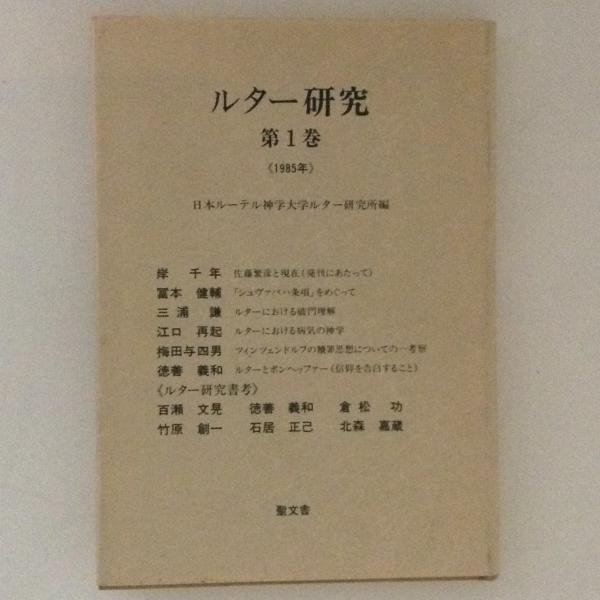 ルター研究
第1巻
《1985年》
日本ルーテル神学大学ルター研究所編
岸 千年 佐藤繁彦と現在(発刊にあたって)
冨本 健輔 「シュヴァバハ条項」をめぐって
三浦 謙 ルターにおける破門理解
江口 再起 ルターにおける病気の神学
梅田与四男 ツィンツェンドルフの贖罪思想についての一考察
徳善 義和 ルターとボンヘッファー(信仰を告白すること)
《ルター研究書考》
百瀬 文晃 徳善 義和 倉松 功
竹原 創一 石居 正己 北森 嘉蔵
聖文舎